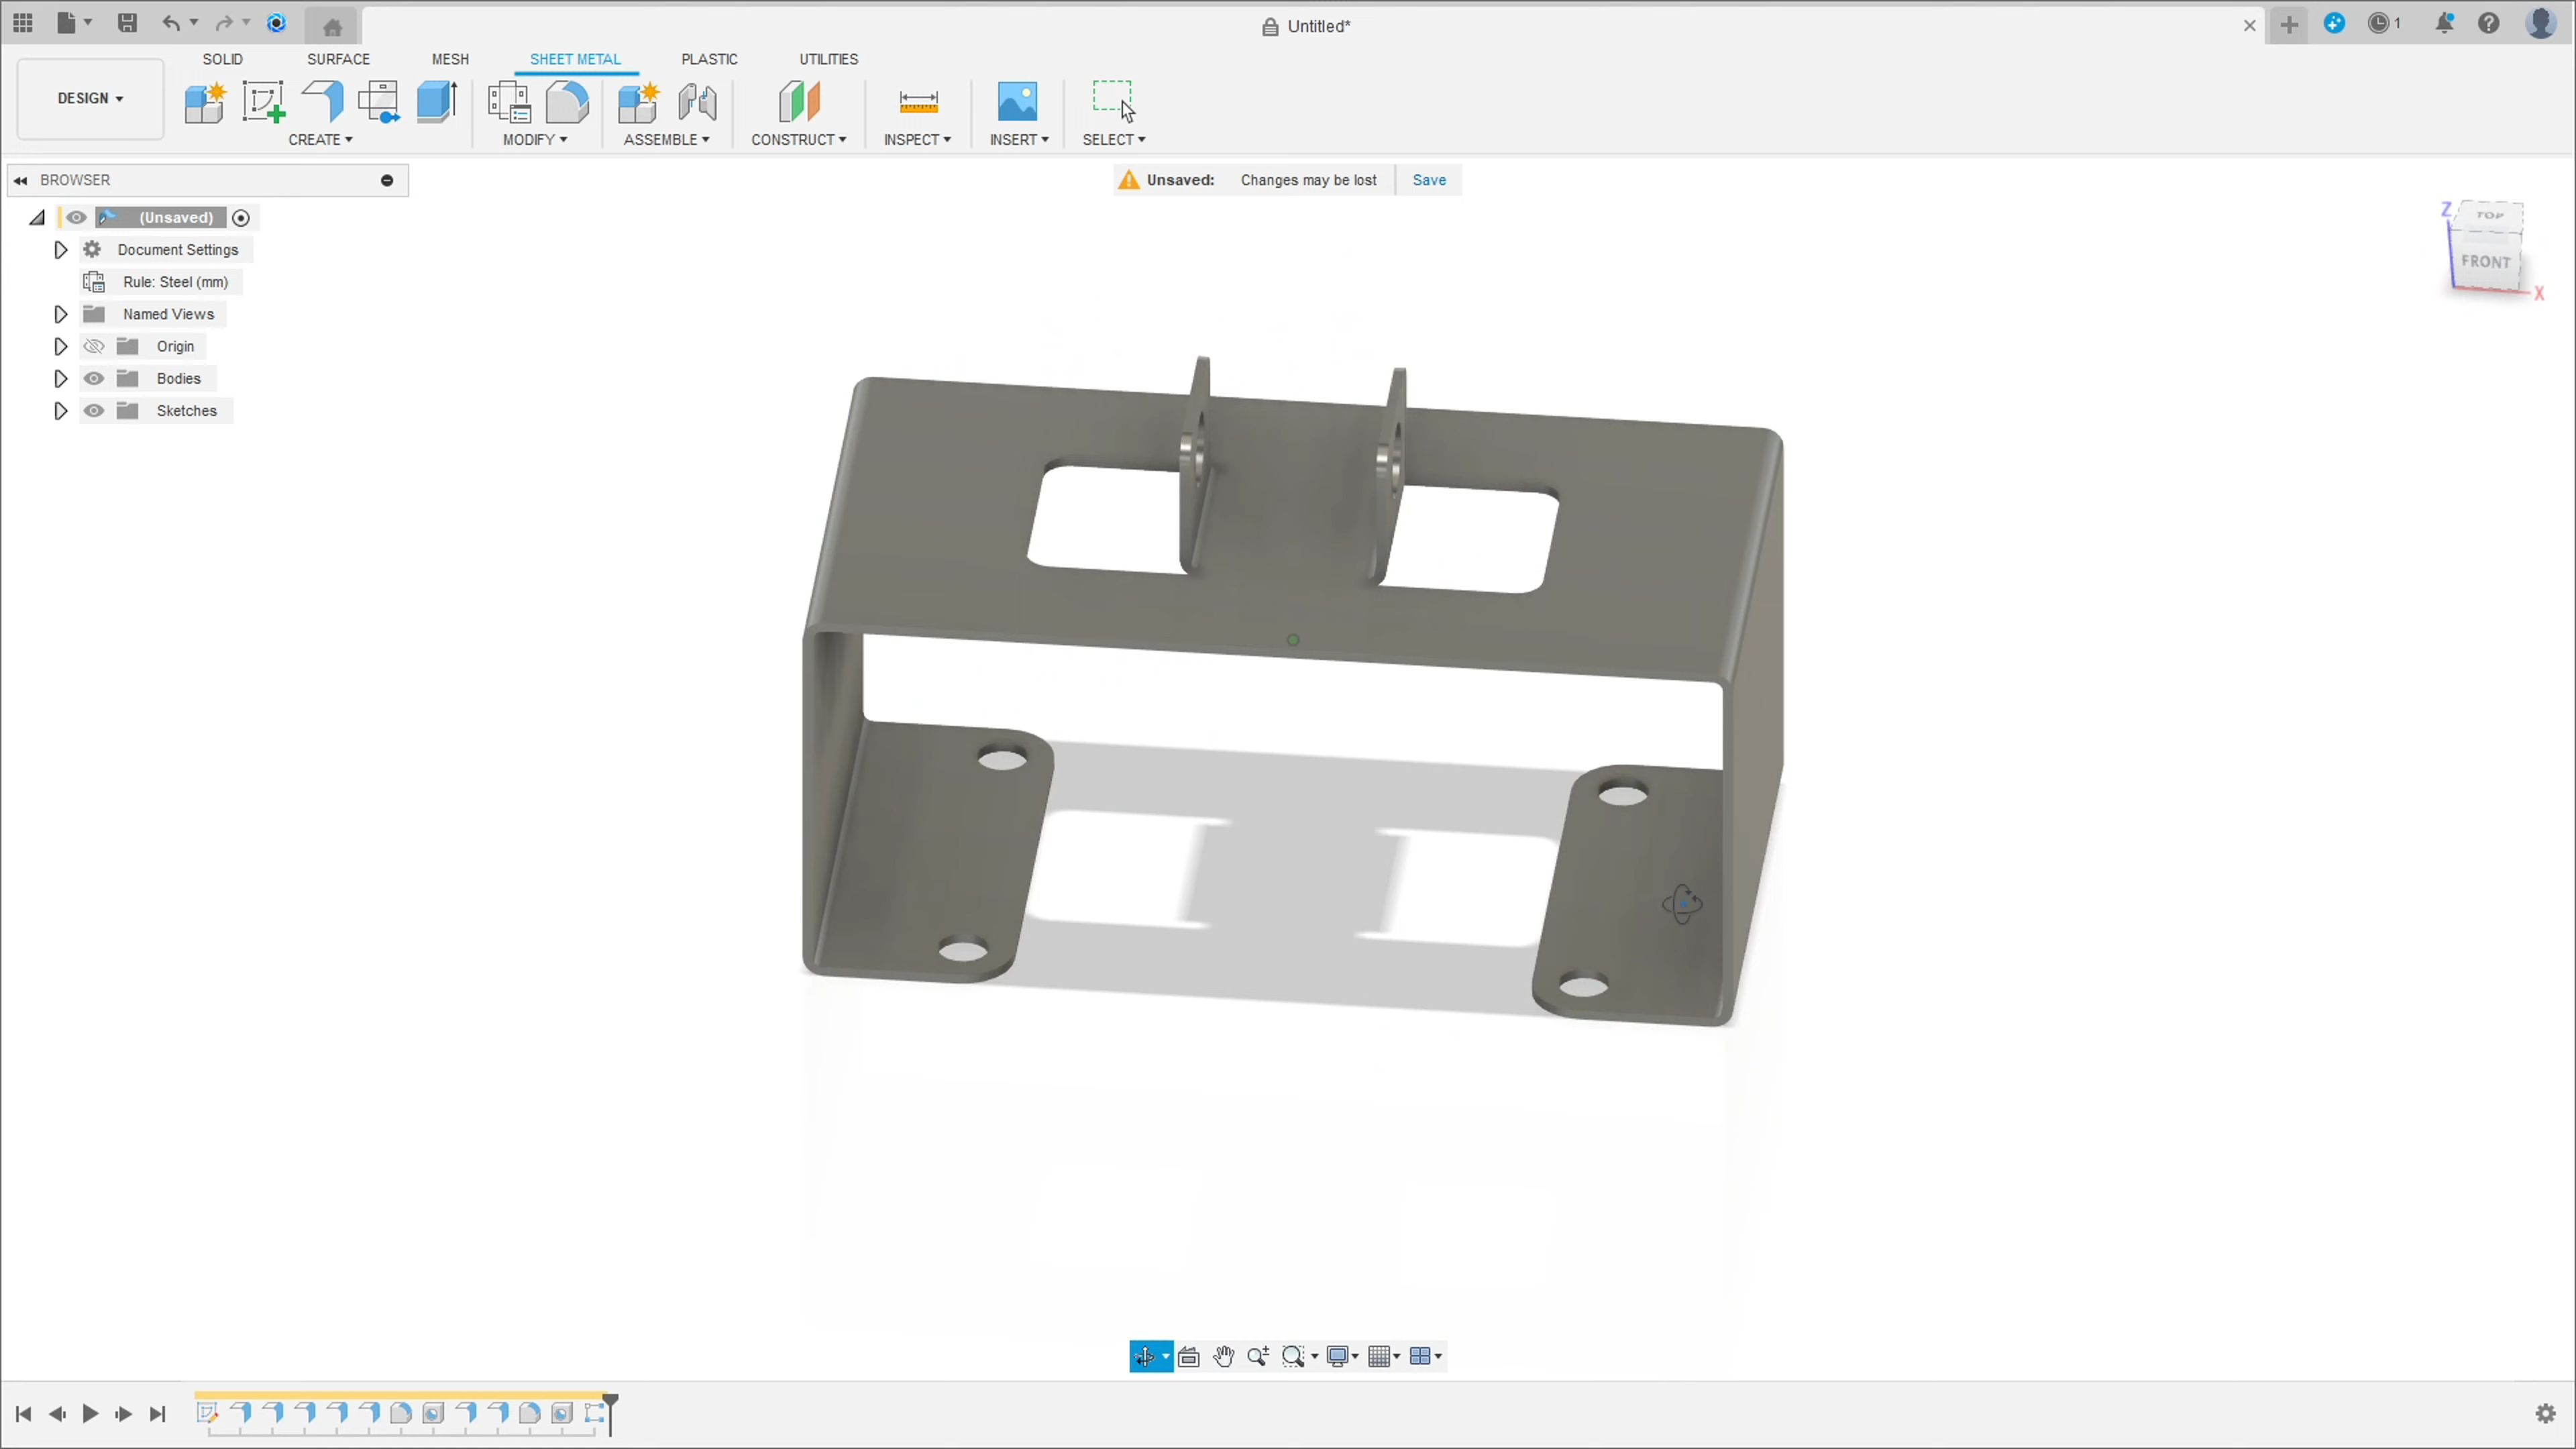 Untitled*
1
SOLID SURFACE MESH SHEET METAL PLASTIC UTILITIES
DESIGN
CREATE MODIFY ASSEMBLE CONSTRUCT INSPECT INSERT SELECT
BROWSER
Unsaved: Changes may be lost Save
(Unsaved)
Document Settings
Rule: Steel (mm)
Named Views
Origin
Bodies
Sketches
Z
TOP
FRONT
X